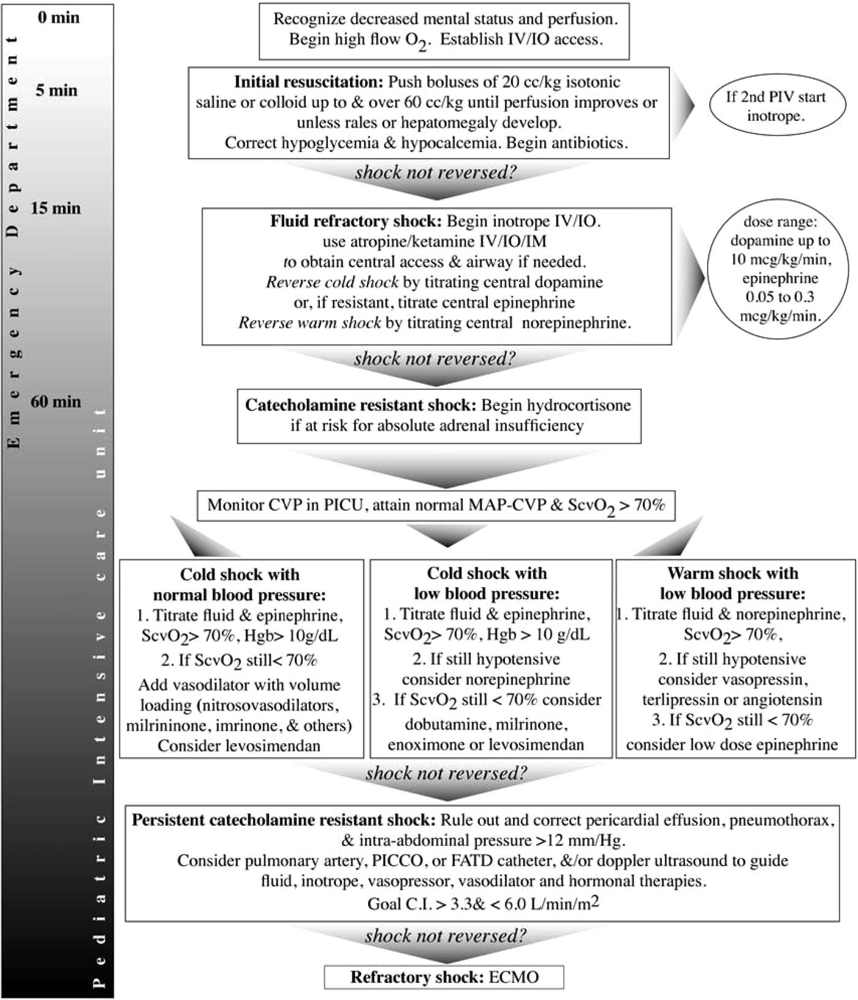 0 min
5 min
15 min
60 min
Emergency Department
Pediatric Intensive care unit
Recognize decreased mental status and perfusion.
Begin high flow O2. Establish IV/IO access.
Initial resuscitation: Push boluses of 20 cc/kg isotonic
saline or colloid up to & over 60 cc/kg until perfusion improves or
unless rales or hepatomegaly develop.
Correct hypoglycemia & hypocalcemia. Begin antibiotics.
If 2nd PIV start
inotrope.
shock not reversed?
Fluid refractory shock: Begin inotrope IV/IO.
use atropine/ketamine IV/IO/IM
to obtain central access & airway if needed.
Reverse cold shock by titrating central dopamine
or, if resistant, titrate central epinephrine
Reverse warm shock by titrating central norepinephrine.
dose range:
dopamine up to
10 mcg/kg/min,
epinephrine
0.05 to 0.3
mcg/kg/min.
shock not reversed?
Catecholamine resistant shock: Begin hydrocortisone
if at risk for absolute adrenal insufficiency
Monitor CVP in PICU, attain normal MAP-CVP & ScvO2 > 70%
Cold shock with
normal blood pressure:
1. Titrate fluid & epinephrine,
ScvO2> 70%, Hgb> 10g/dL
2. If ScvO2 still< 70%
Add vasodilator with volume
loading (nitrosovasodilators,
milrininone, imrinone, & others)
Consider levosimendan
Cold shock with
low blood pressure:
1. Titrate fluid & epinephrine,
ScvO2> 70%, Hgb > 10 g/dL
2. If still hypotensive
consider norepinephrine
3. If ScvO2 still < 70% consider
dobutamine, milrinone,
enoximone or levosimendan
Warm shock with
low blood pressure:
1. Titrate fluid & norepinephrine,
ScvO2> 70%,
2. If still hypotensive
consider vasopressin,
terlipressin or angiotensin
3. If ScvO2 still < 70%
consider low dose epinephrine
shock not reversed?
Persistent catecholamine resistant shock: Rule out and correct pericardial effusion, pneumothorax,
& intra-abdominal pressure >12 mm/Hg.
Consider pulmonary artery, PICCO, or FATD catheter, &/or doppler ultrasound to guide
fluid, inotrope, vasopressor, vasodilator and hormonal therapies.
Goal C.I. > 3.3& < 6.0 L/min/m2
shock not reversed?
Refractory shock: ECMO